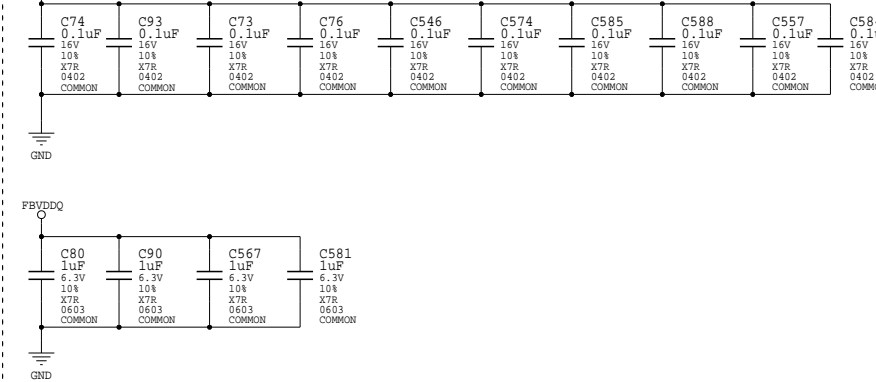 C74 C93 C73 C76 C546 C574 C585 C588 C557
0.1uF 0.1uF 0.1uF 0.1uF 0.1uF 0.1uF 0.1uF 0.1uF 0.1uF
16V 16V 16V 16V 16V 16V 16V 16V 16V 16V
10% 10% 10% 10% 10% 10% 10% 10% 10% 10%
X7R X7R X7R X7R X7R X7R X7R X7R X7R X7R
0402 0402 0402 0402 0402 0402 0402 0402 0402 0402
COMMON COMMON COMMON COMMON COMMON COMMON COMMON COMMON COMMON
GND
FBVDDQ
C80 C90 C567 C581
1uF 1uF 1uF 1uF
6.3V 6.3V 6.3V 6.3V
10% 10% 10% 10%
X7R X7R X7R X7R
0603 0603 0603 0603
COMMON COMMON COMMON COMMON
GND